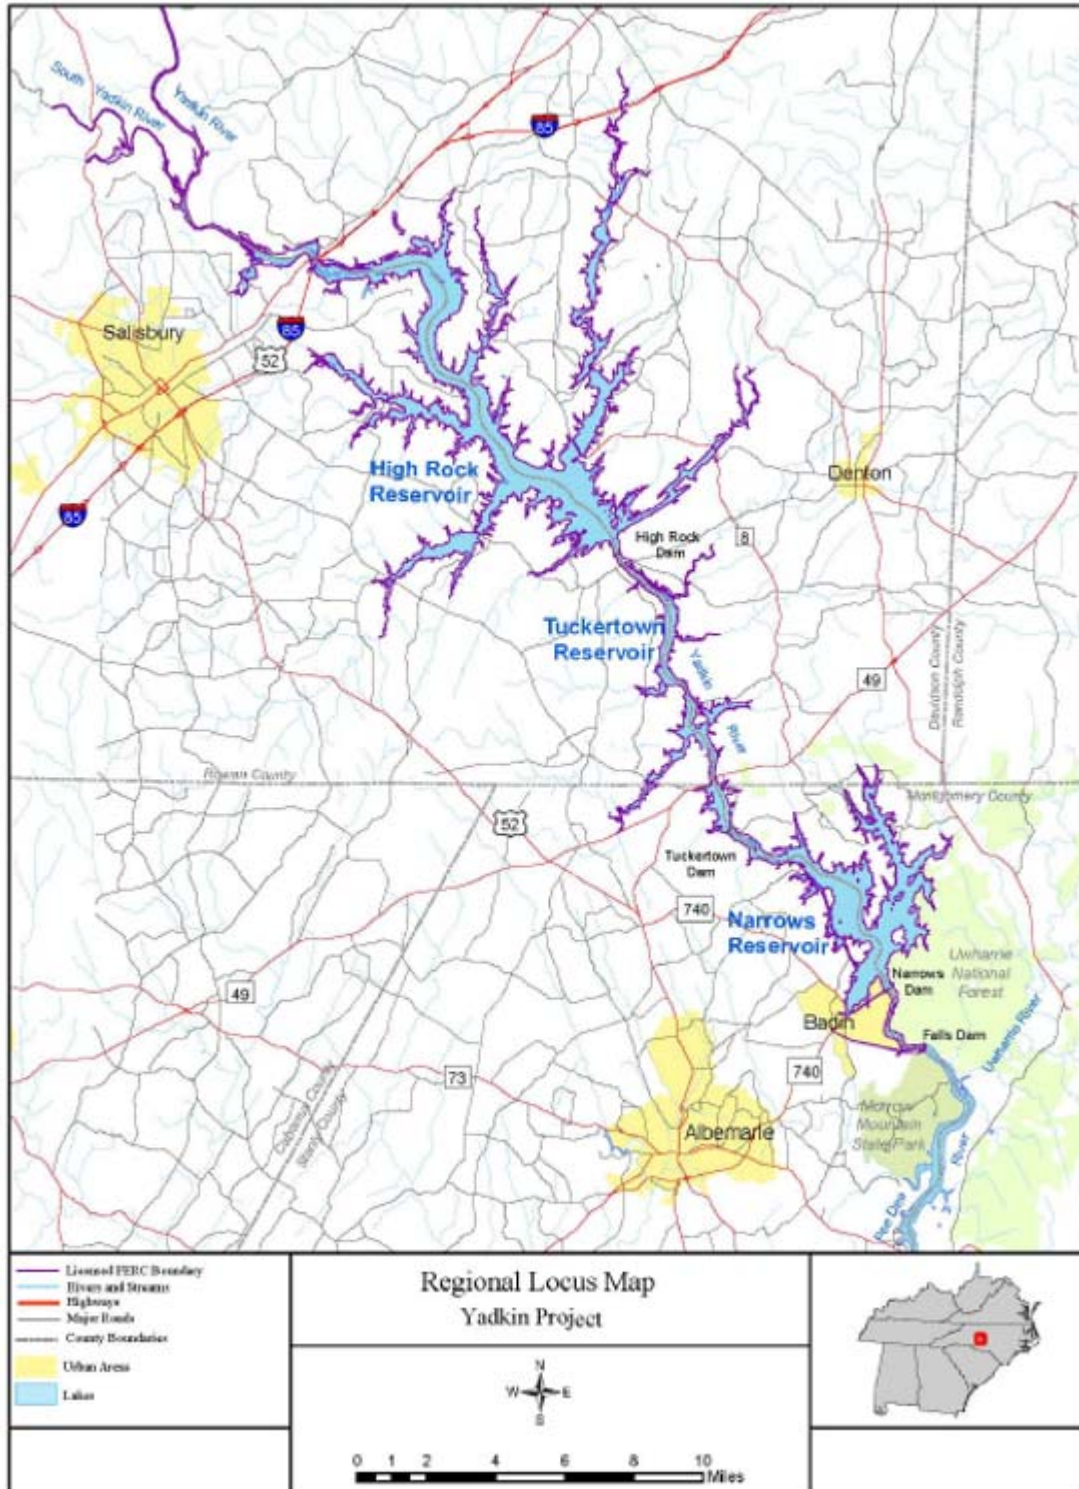 South Yadkin River
Yadkin River
85
Salisbury
85
52
85
High Rock
Reservoir
Denton
High Rock
Dam
8
Tuckertown
Reservoir
Yadkin
River
Davidson County
Randolph County
49
Rowan County
Montgomery County
52
Tuckertown
Dam
740
Narrows
Reservoir
Uwharrie
National
Forest
Narrows
Dam
49
Badin
Falls Dam
Uwharrie River
73
740
Cabarrus County
Stanly County
Morrow
Mountain
State Park
Albemarle
Pee Dee
River
Licensed FERC Boundary
Rivers and Streams
Highways
Major Roads
County Boundaries
Urban Areas
Lakes
Regional Locus Map
Yadkin Project
N
W E
S
0 1 2 4 6 8 10
Miles